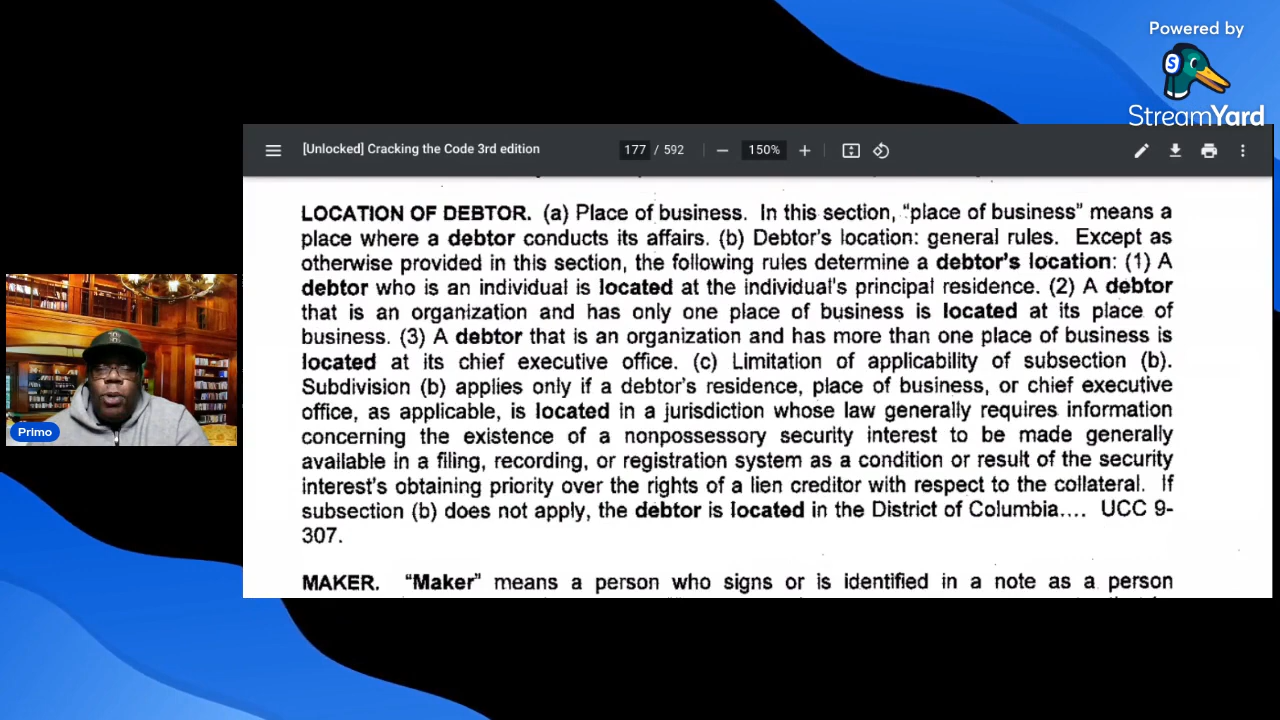 Powered by
S
StreamYard
[Unlocked] Cracking the Code 3rd edition
177 / 592
150%
LOCATION OF DEBTOR. (a) Place of business. In this section, “place of business” means a
place where a debtor conducts its affairs. (b) Debtor's location: general rules. Except as
otherwise provided in this section, the following rules determine a debtor's location: (1) A
debtor who is an individual is located at the individual's principal residence. (2) A debtor
that is an organization and has only one place of business is located at its place of
business. (3) A debtor that is an organization and has more than one place of business is
located at its chief executive office. (c) Limitation of applicability of subsection (b).
Subdivision (b) applies only if a debtor's residence, place of business, or chief executive
office, as applicable, is located in a jurisdiction whose law generally requires information
concerning the existence of a nonpossessory security interest to be made generally
available in a filing, recording, or registration system as a condition or result of the security
interest's obtaining priority over the rights of a lien creditor with respect to the collateral. If
subsection (b) does not apply, the debtor is located in the District of Columbia.... UCC 9-
307.
MAKER. “Maker” means a person who signs or is identified in a note as a person
Primo